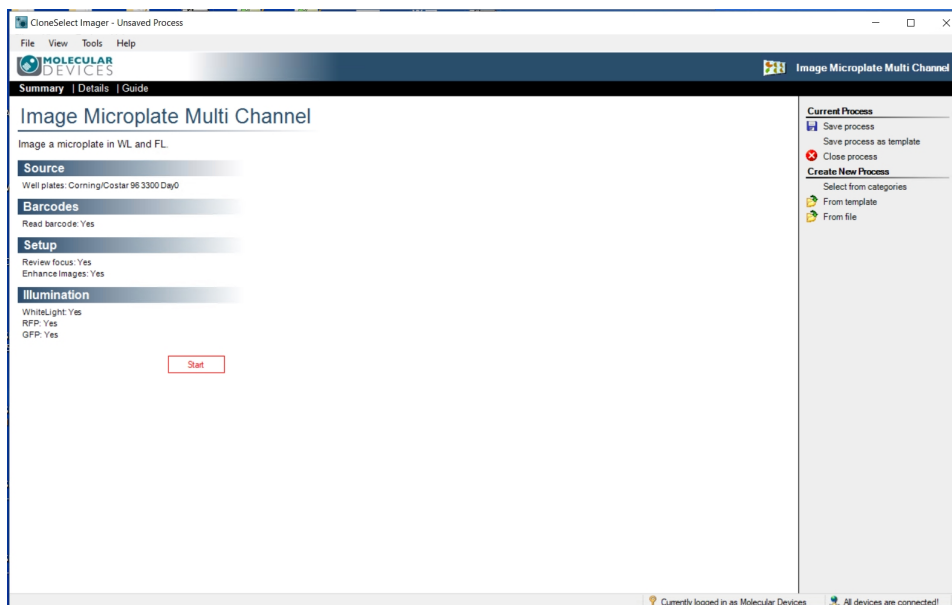 CloneSelect Imager - Unsaved Process
File View Tools Help
MOLECULAR
DEVICES
Image Microplate Multi Channel
Summary | Details | Guide
Image Microplate Multi Channel
Image a microplate in WL and FL.
Source
Well plates: Corning/Costar 96 3300 Day0
Barcodes
Read barcode: Yes
Setup
Review focus: Yes
Enhance Images: Yes
Illumination
WhiteLight: Yes
RFP: Yes
GFP: Yes
Start
Current Process
Save process
Save process as template
Close process
Create New Process
Select from categories
From template
From file
Currently logged in as Molecular Devices
All devices are connected!